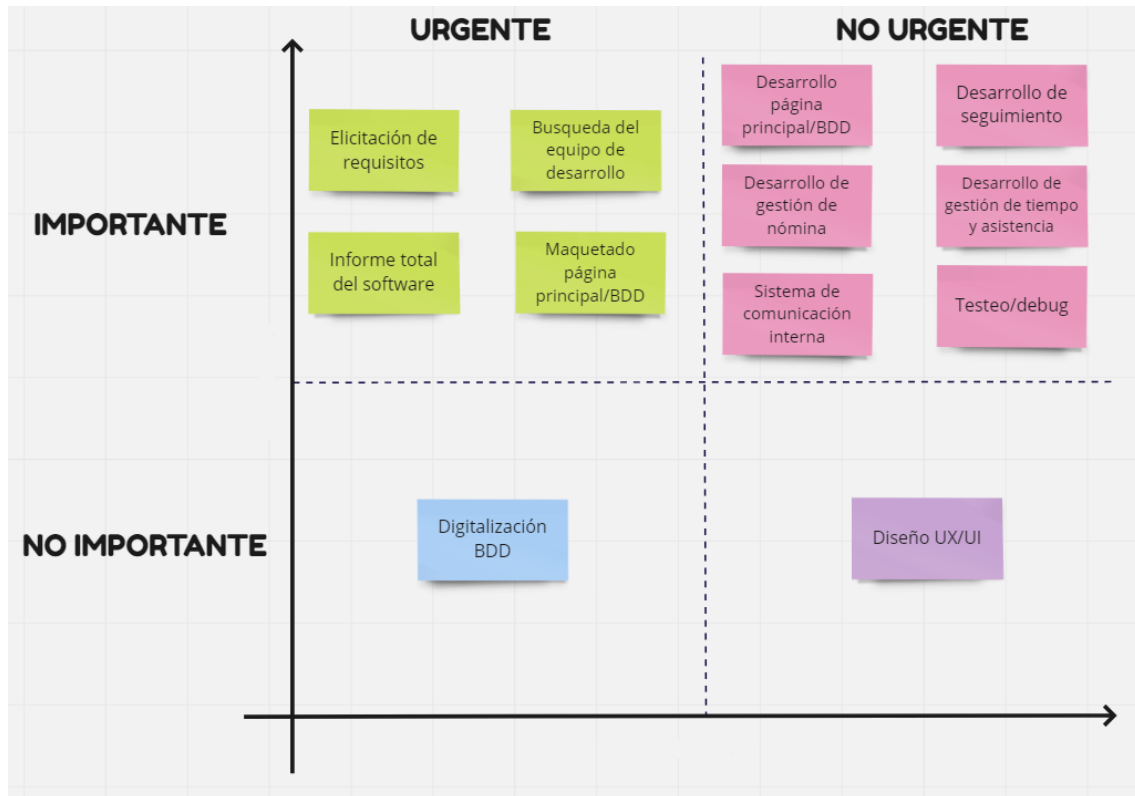 URGENTE
NO URGENTE
IMPORTANTE
NO IMPORTANTE
Elicitación de
requisitos
Busqueda del
equipo de
desarrollo
Informe total
del software
Maquetado
página
principal/BDD
Desarrollo
página
principal/BDD
Desarrollo de
seguimiento
Desarrollo de
gestión de
nómina
Desarrollo de
gestión de tiempo
y asistencia
Sistema de
comunicación
interna
Testeo/debug
Digitalización
BDD
Diseño UX/UI